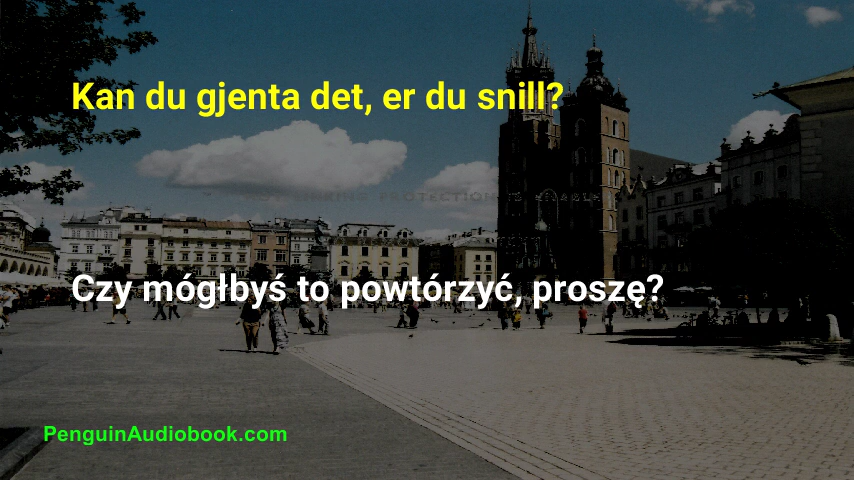 Kan du gjenta det, er du snill?
Czy mógłbyś to powtórzyć, proszę?
PenguinAudiobook.com